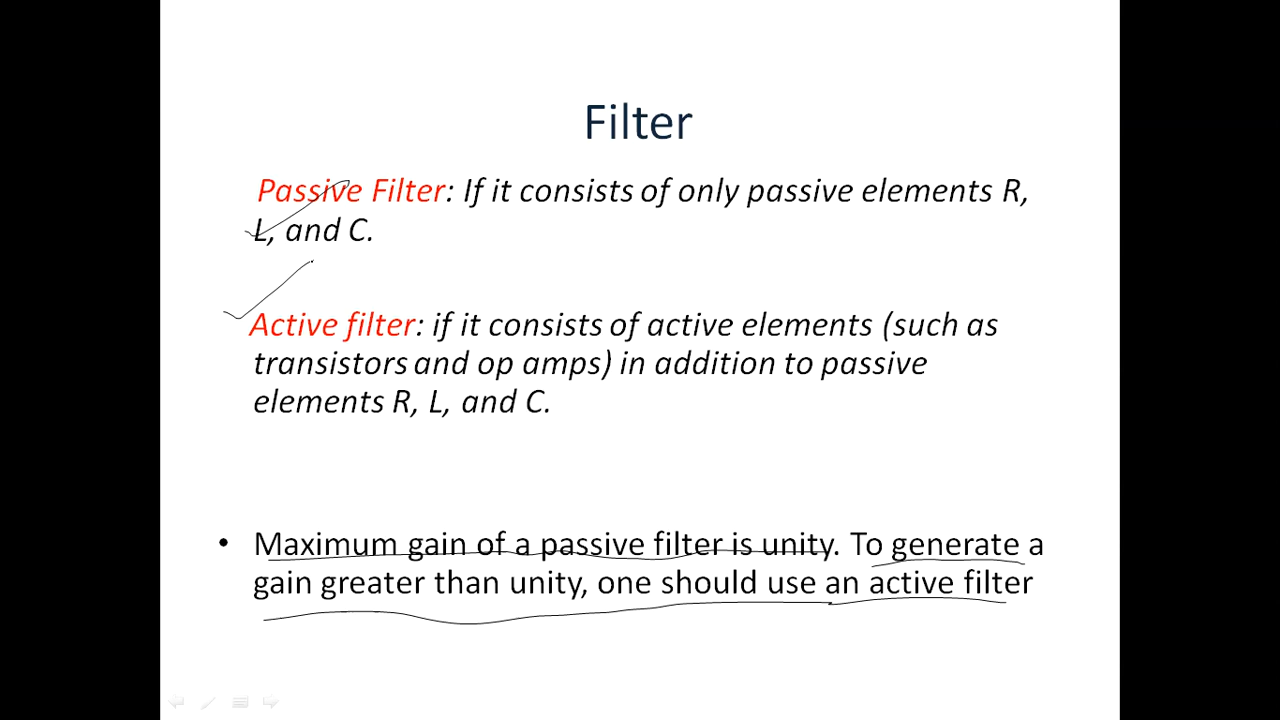 Filter
Passive Filter: If it consists of only passive elements R,
L, and C.
Active filter: if it consists of active elements (such as
transistors and op amps) in addition to passive
elements R, L, and C.
• Maximum gain of a passive filter is unity. To generate a
gain greater than unity, one should use an active filter